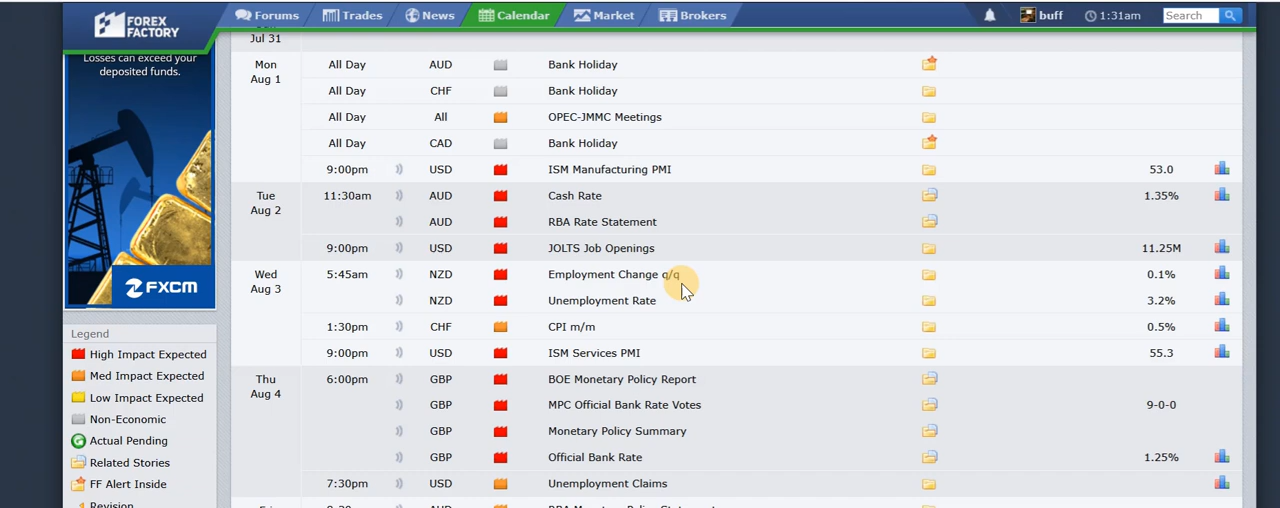 FOREX FACTORY
Forums Trades News Calendar Market Brokers buff 1:31am Search
Losses can exceed your
deposited funds.
FXCM
Legend
High Impact Expected
Med Impact Expected
Low Impact Expected
Non-Economic
Actual Pending
Related Stories
FF Alert Inside
Revision
Jul 31
Mon Aug 1 All Day AUD Bank Holiday
All Day CHF Bank Holiday
All Day All OPEC-JMMC Meetings
All Day CAD Bank Holiday
9:00pm USD ISM Manufacturing PMI 53.0
Tue Aug 2 11:30am AUD Cash Rate 1.35%
AUD RBA Rate Statement
9:00pm USD JOLTS Job Openings 11.25M
Wed Aug 3 5:45am NZD Employment Change q/q 0.1%
NZD Unemployment Rate 3.2%
1:30pm CHF CPI m/m 0.5%
9:00pm USD ISM Services PMI 55.3
Thu Aug 4 6:00pm GBP BOE Monetary Policy Report
GBP MPC Official Bank Rate Votes 9-0-0
GBP Monetary Policy Summary
GBP Official Bank Rate 1.25%
7:30pm USD Unemployment Claims